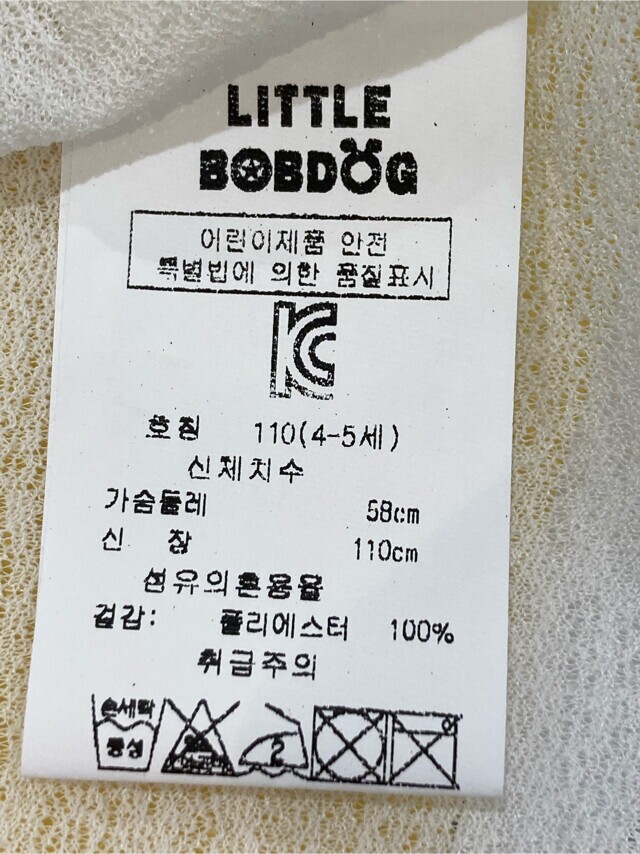 LITTLE
BOBDOG
어린이제품 안전
특별법에 의한 품질표시
KC
호칭 110(4-5세)
신체치수
가슴둘레 58cm
신 장 110cm
섬유의혼용율
겉감: 폴리에스터 100%
취급주의
손세탁
중성
2